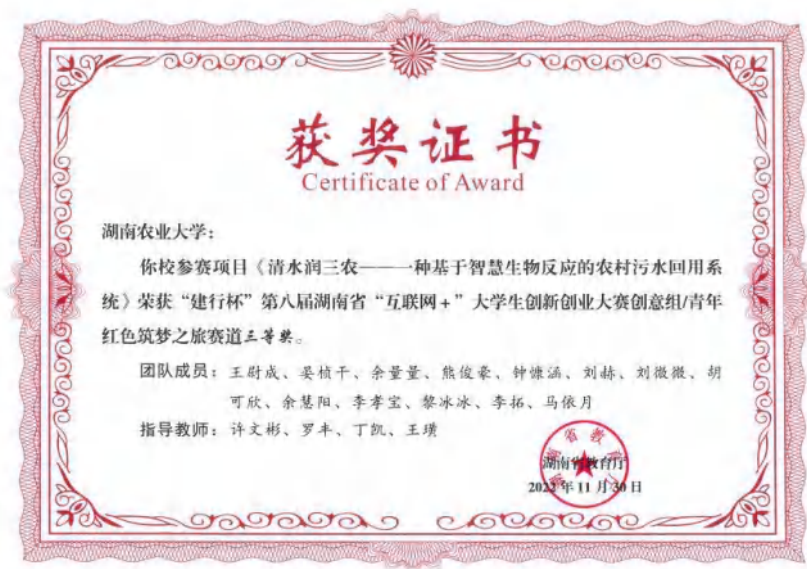 获奖证书
Certificate of Award
湖南农业大学：
你校参赛项目《清水润三农——一种基于智慧生物反应的农村污水回用系
统》荣获“建行杯”第八届湖南省“互联网+”大学生创新创业大赛创意组/青年
红色筑梦之旅赛道三等奖。
团队成员：王尉成、晏桢干、余量量、熊俊豪、钟慷涵、刘赫、刘微微、胡
可欣、余慧阳、李孝宝、黎冰冰、李拓、马依月
指导教师：许文彬、罗丰、丁凯、王璜
湖南省教育厅
2022年11月30日